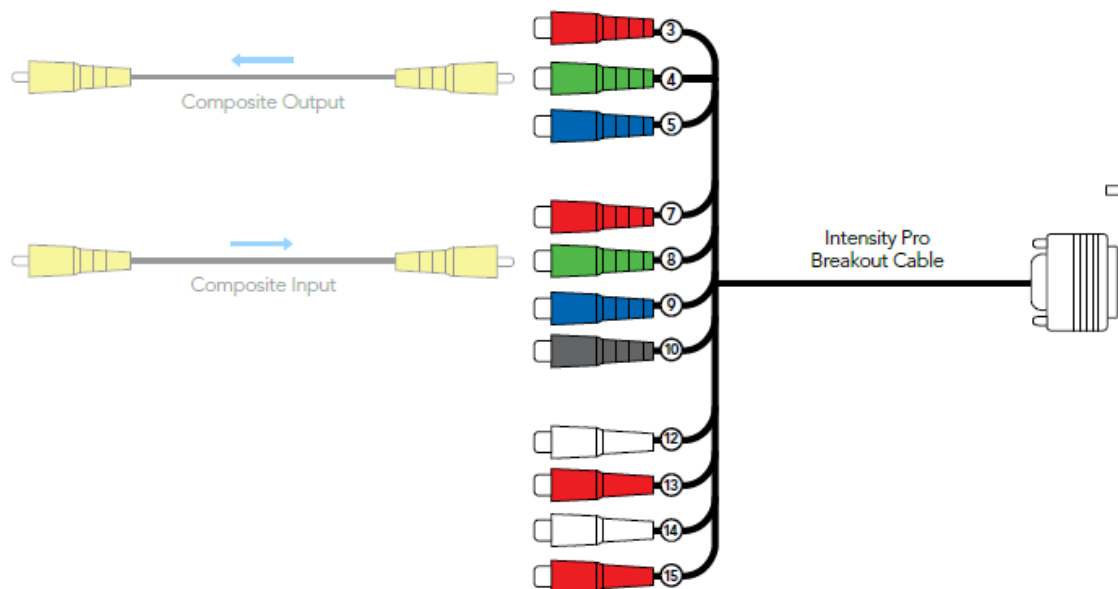 3
Composite Output
4
5
7
Composite Input
8
9
10
Intensity Pro
Breakout Cable
12
13
14
15